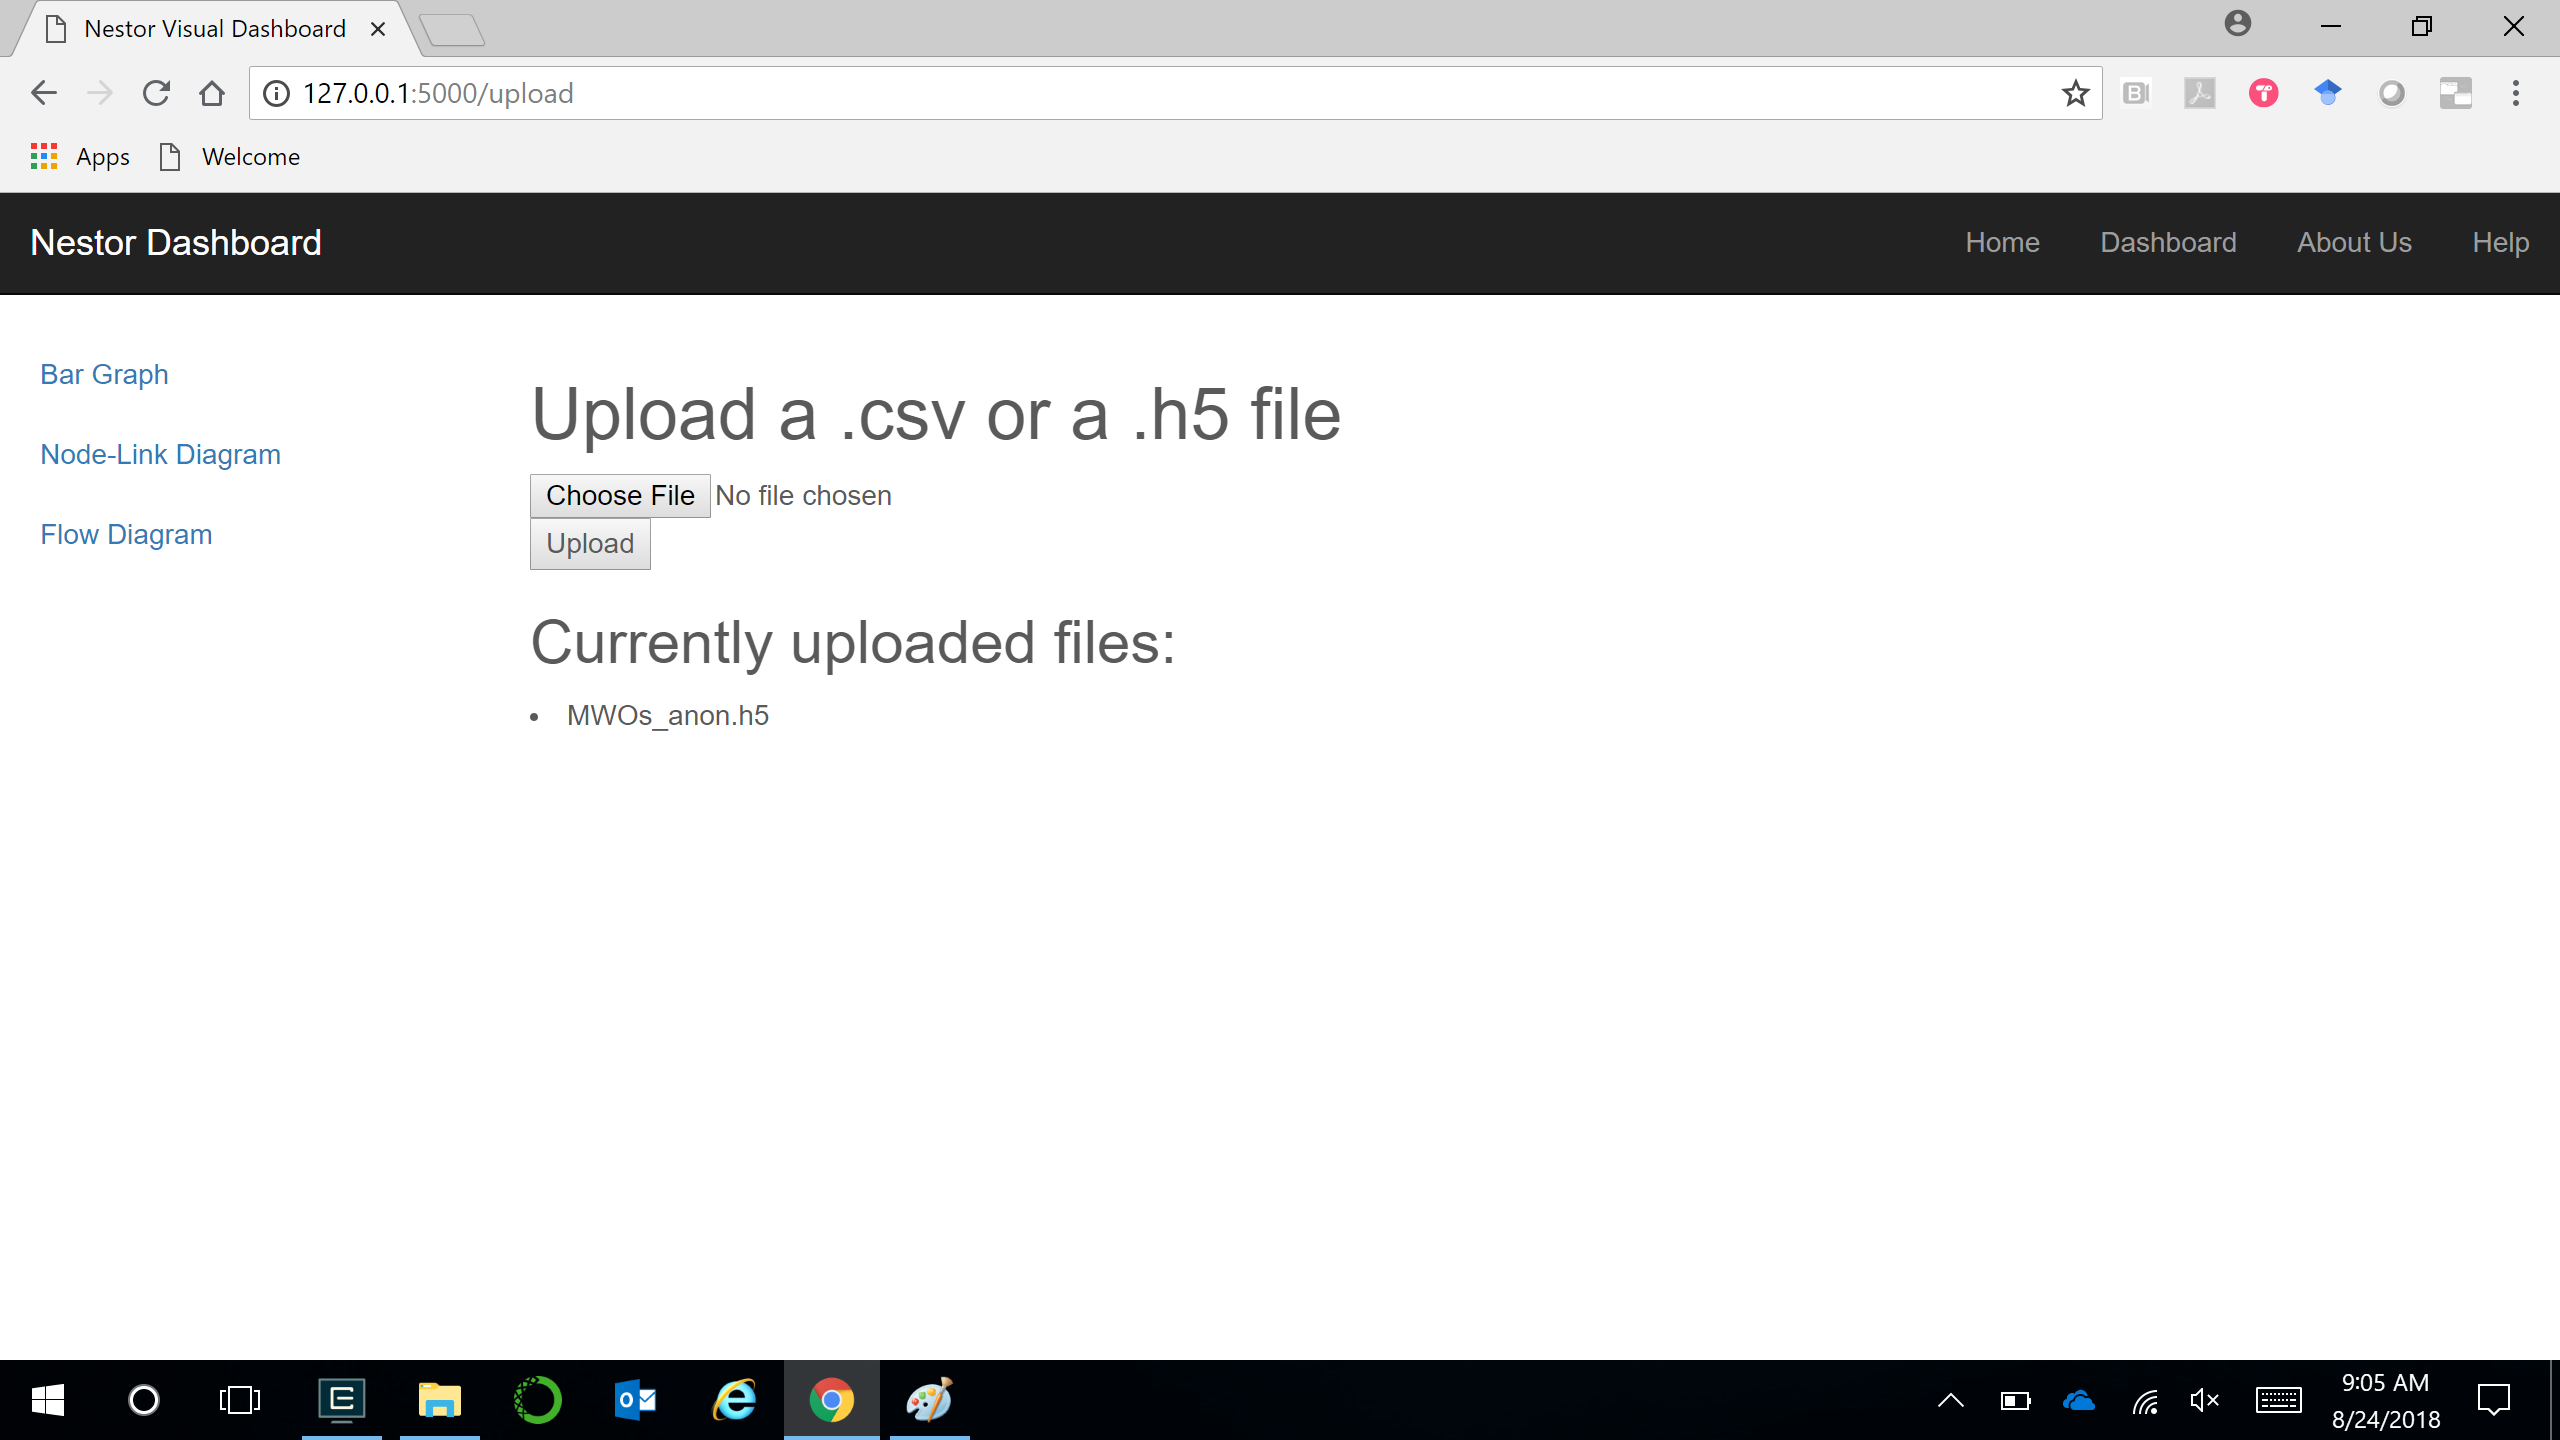 Nestor Visual Dashboard
127.0.0.1:5000/upload
Apps Welcome
Nestor Dashboard Home Dashboard About Us Help
Bar Graph
Node-Link Diagram
Flow Diagram
Upload a .csv or a .h5 file
Choose File No file chosen
Upload
Currently uploaded files:
• MWOs_anon.h5
9:05 AM
8/24/2018